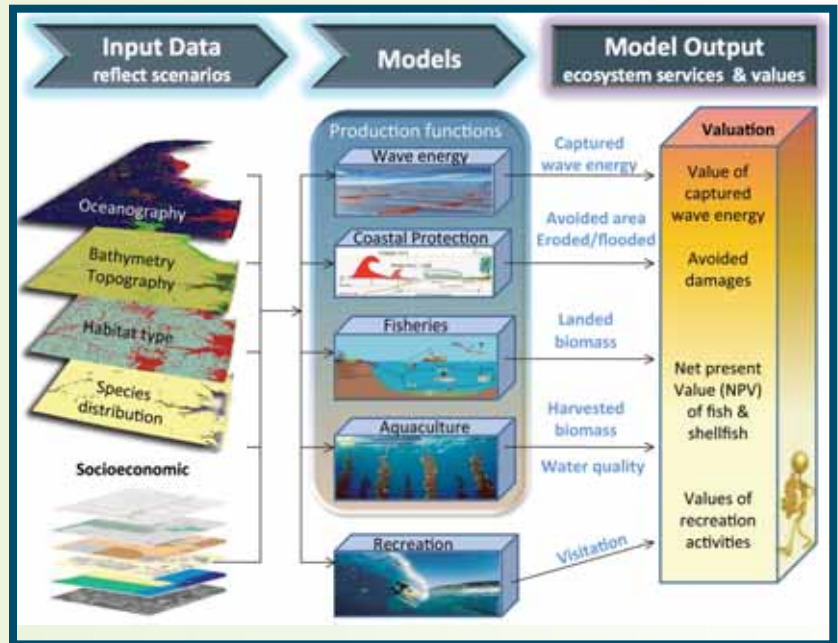 Input Data
reflect scenarios
Models
Model Output
ecosystem services & values
Oceanography
Bathymetry
Topography
Habitat type
Species
distribution
Socioeconomic
Production functions
Wave energy
Coastal Protection
Fisheries
Aquaculture
Recreation
Captured
wave energy
Avoided area
Eroded/flooded
Landed
biomass
Harvested
biomass
Water quality
Visitation
Valuation
Value of
captured
wave energy
Avoided
damages
Net present
Value (NPV)
of fish &
shellfish
Values of
recreation
activities